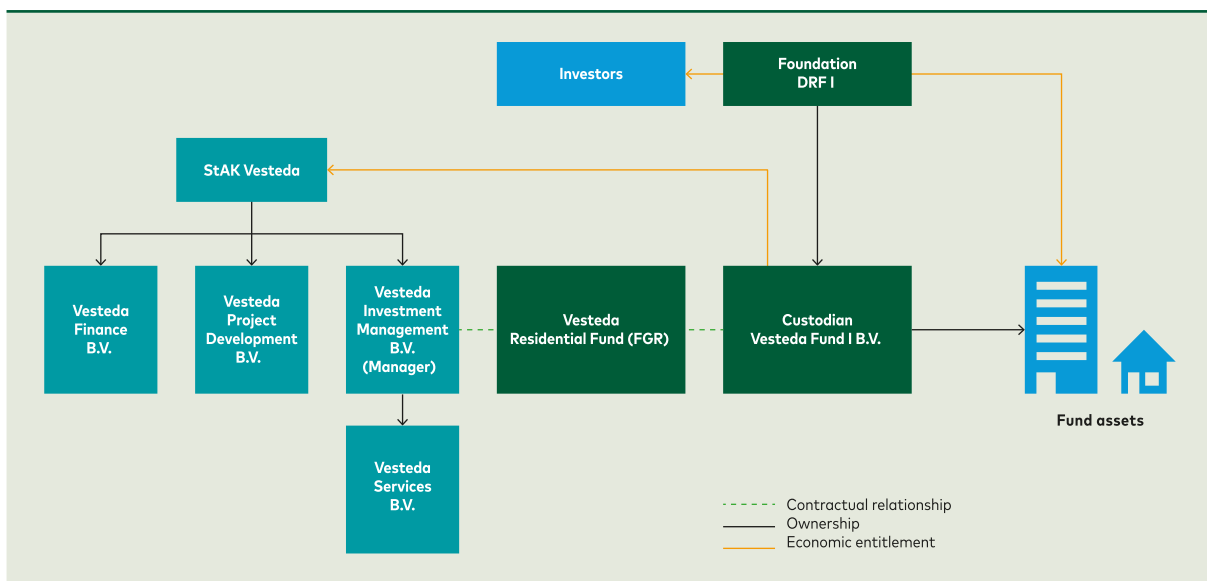 Investors
Foundation
DRF I
StAK Vesteda
Vesteda
Finance
B.V.
Vesteda
Project
Development
B.V.
Vesteda
Investment
Management
B.V.
(Manager)
Vesteda
Residential Fund (FGR)
Custodian
Vesteda Fund I B.V.
Fund assets
Vesteda
Services
B.V.
Contractual relationship
Ownership
Economic entitlement